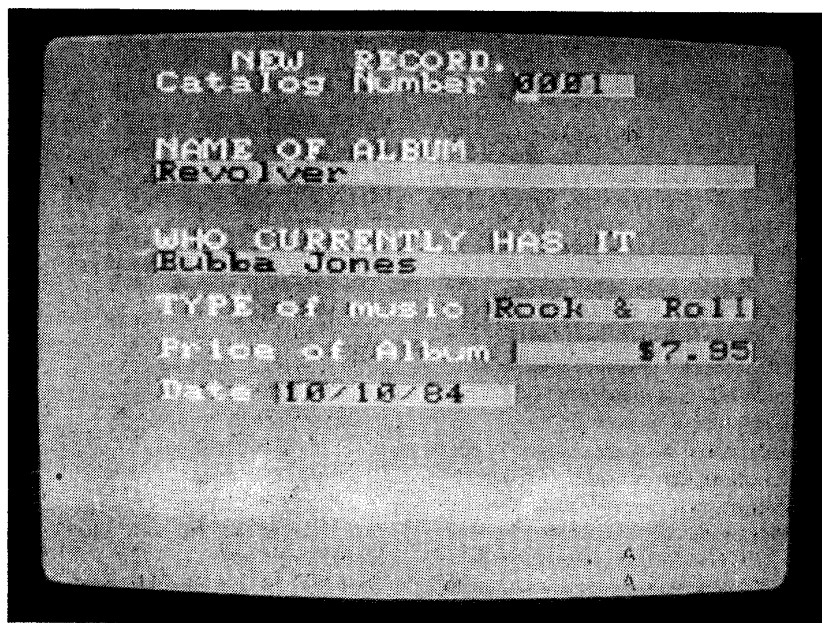 NEW RECORD.
Catalog Number 0001
NAME OF ALBUM
Revolver
WHO CURRENTLY HAS IT
Bubba Jones
TYPE of music Rock & Roll
Price of Album $7.95
Date 10/10/84